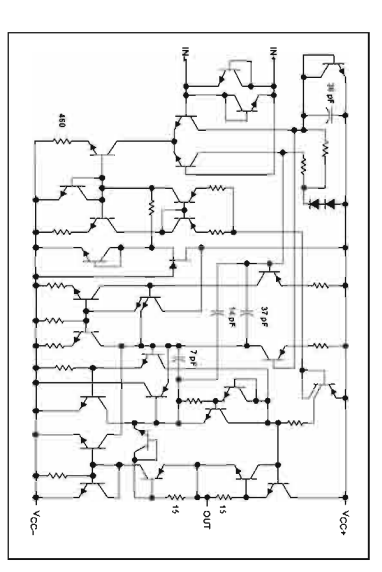 VCC+
36 pF
IN
37 pF
14 pF
15
OUT
15
7 pF
IN
460
VCC-